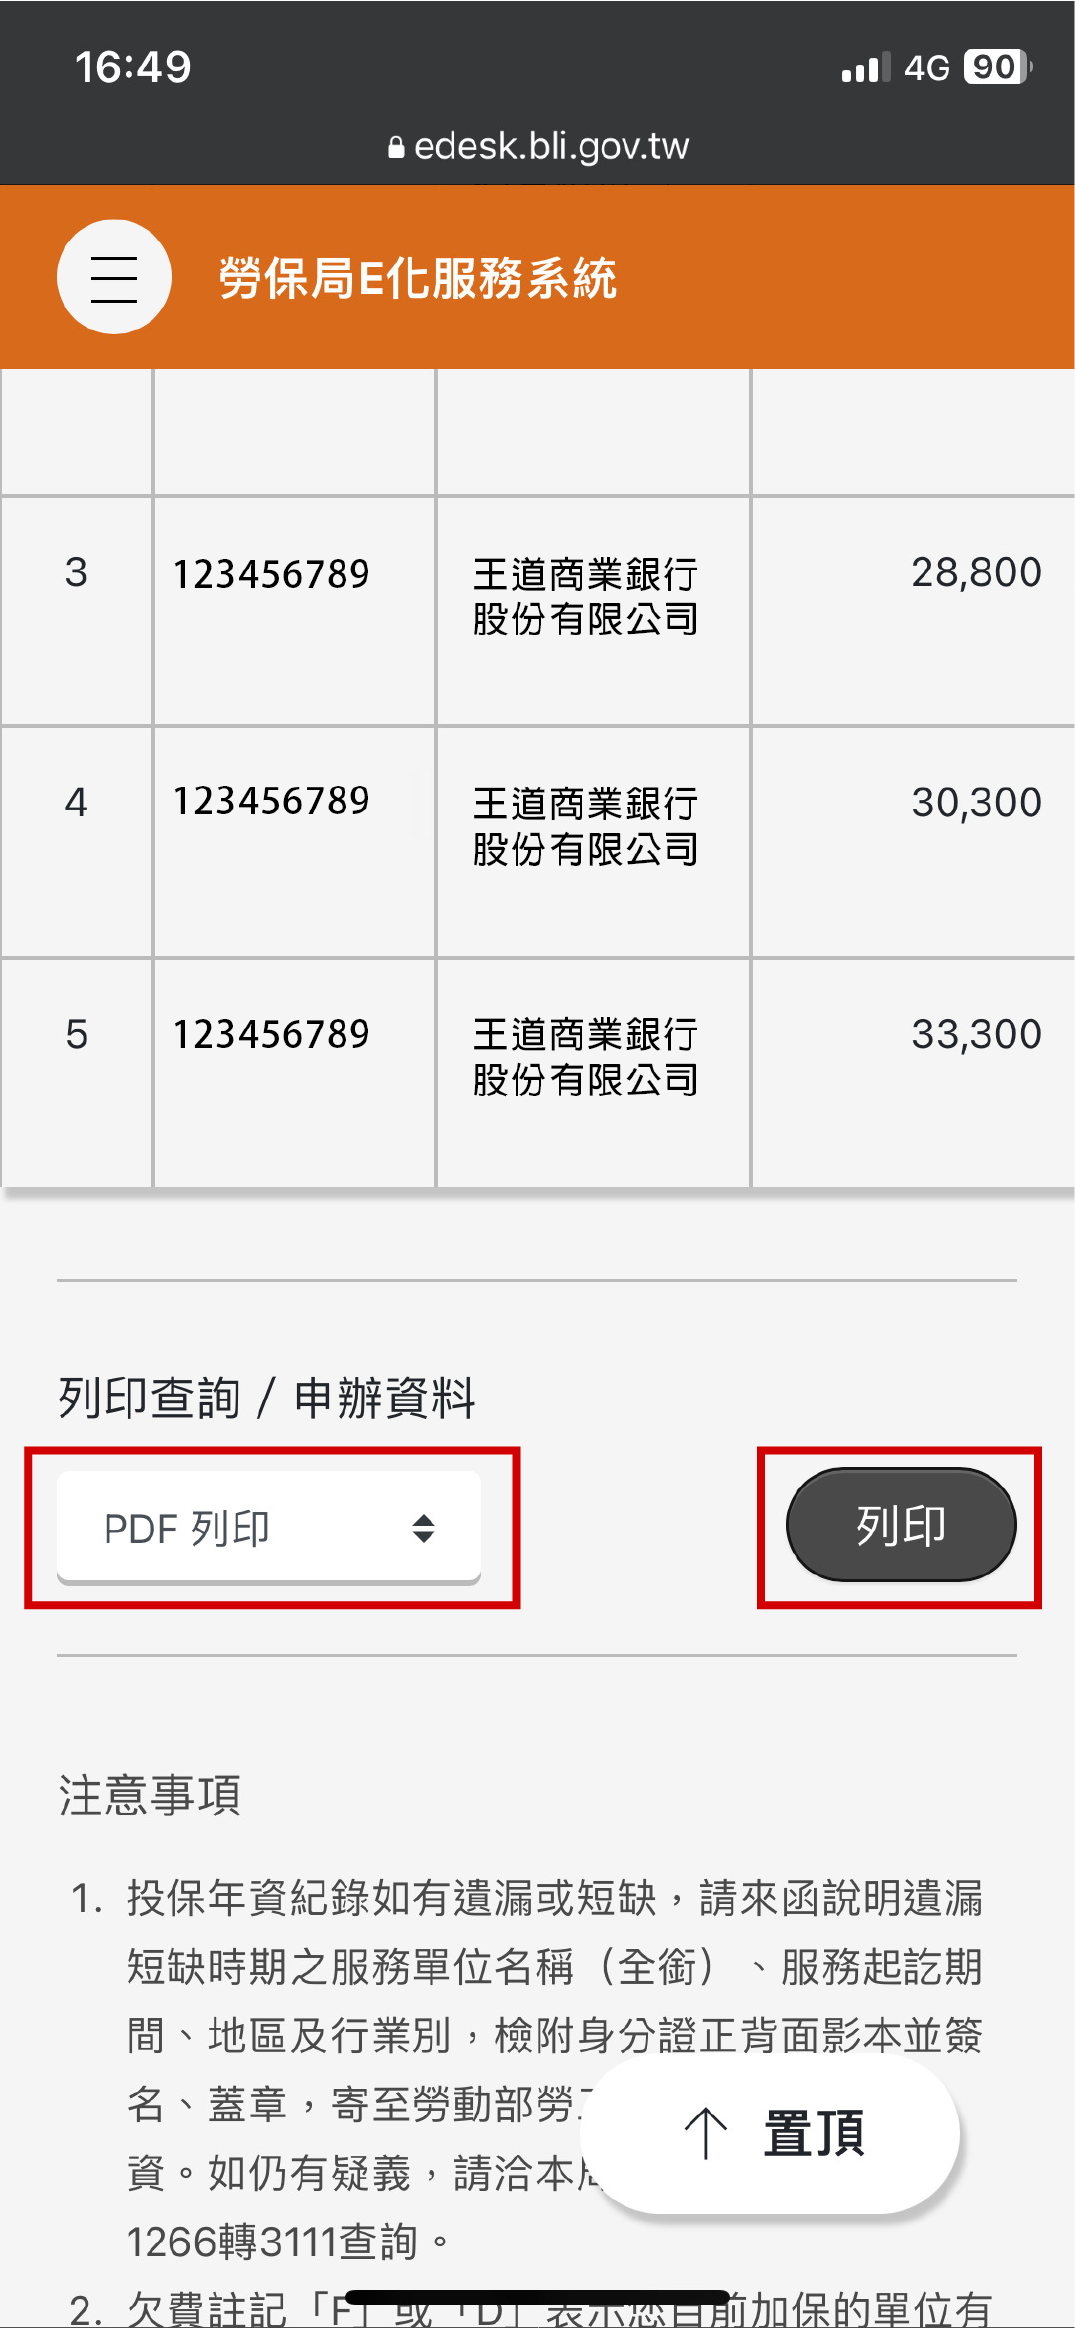 16:49 4G 90
edesk.bli.gov.tw
勞保局E化服務系統
3 123456789 王道商業銀行 28,800
股份有限公司
4 123456789 王道商業銀行 30,300
股份有限公司
5 123456789 王道商業銀行 33,300
股份有限公司
列印查詢 / 申辦資料
PDF 列印 列印
注意事項
1. 投保年資紀錄如有遺漏或短缺，請來函說明遺漏
短缺時期之服務單位名稱（全銜）、服務起訖期
間、地區及行業別，檢附身分證正背面影本並簽
名、蓋章，寄至勞動部勞
資。如仍有疑義，請洽本
↑ 置頂
1266轉3111查詢。
2. 欠費註記「F」或「D」表示您目前加保的單位有